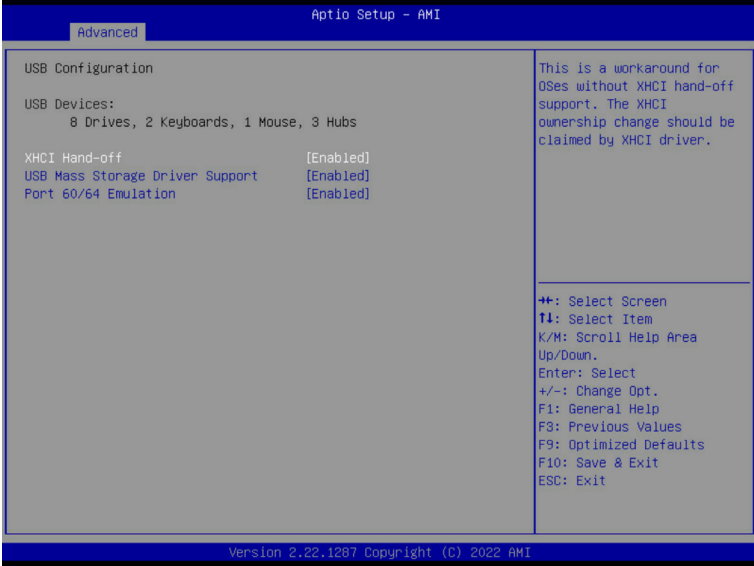 Aptio Setup – AMI
Advanced
USB Configuration
USB Devices:
8 Drives, 2 Keyboards, 1 Mouse, 3 Hubs
XHCI Hand-off [Enabled]
USB Mass Storage Driver Support [Enabled]
Port 60/64 Emulation [Enabled]
This is a workaround for
OSes without XHCI hand-off
support. The XHCI
ownership change should be
claimed by XHCI driver.
→←: Select Screen
↑↓: Select Item
K/M: Scroll Help Area
Up/Down.
Enter: Select
+/-: Change Opt.
F1: General Help
F3: Previous Values
F9: Optimized Defaults
F10: Save & Exit
ESC: Exit
Version 2.22.1287 Copyright (C) 2022 AMI